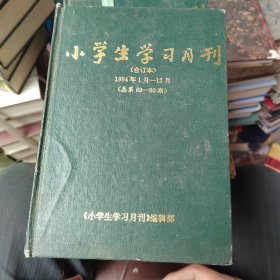 小学生学习月刊
（合订本）
1994年1月—12月
（总第69—80期）
《小学生学习月刊》编辑部